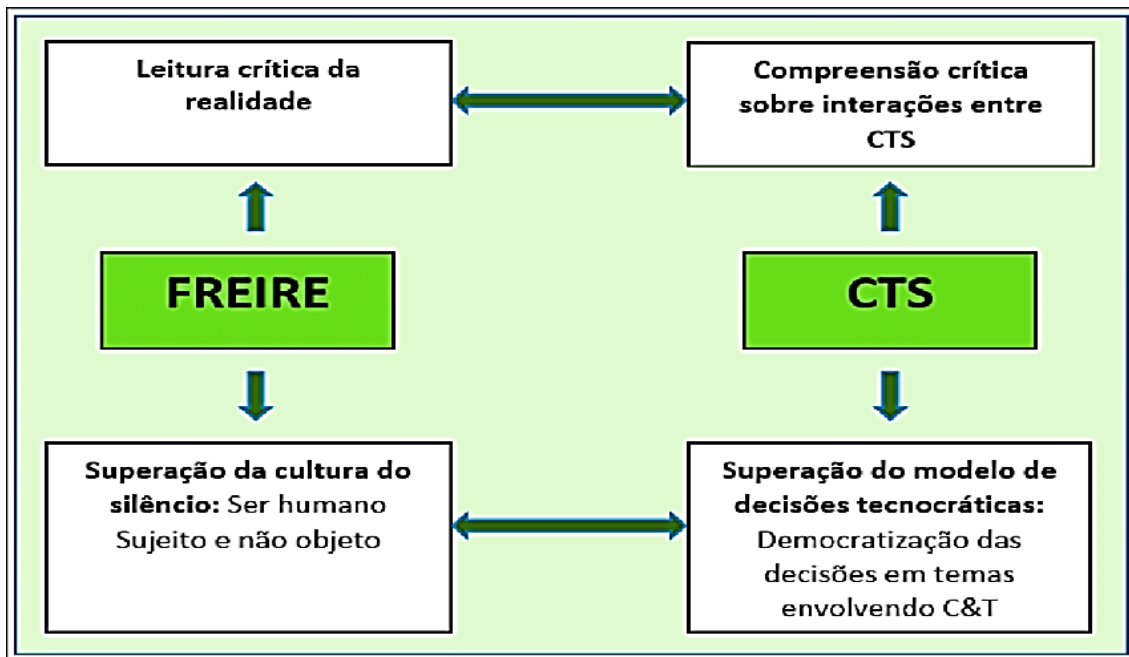 Leitura crítica da
realidade
Compreensão crítica
sobre interações entre
CTS
FREIRE
CTS
Superação da cultura do
silêncio: Ser humano
Sujeito e não objeto
Superação do modelo de
decisões tecnocráticas:
Democratização das
decisões em temas
envolvendo C&T